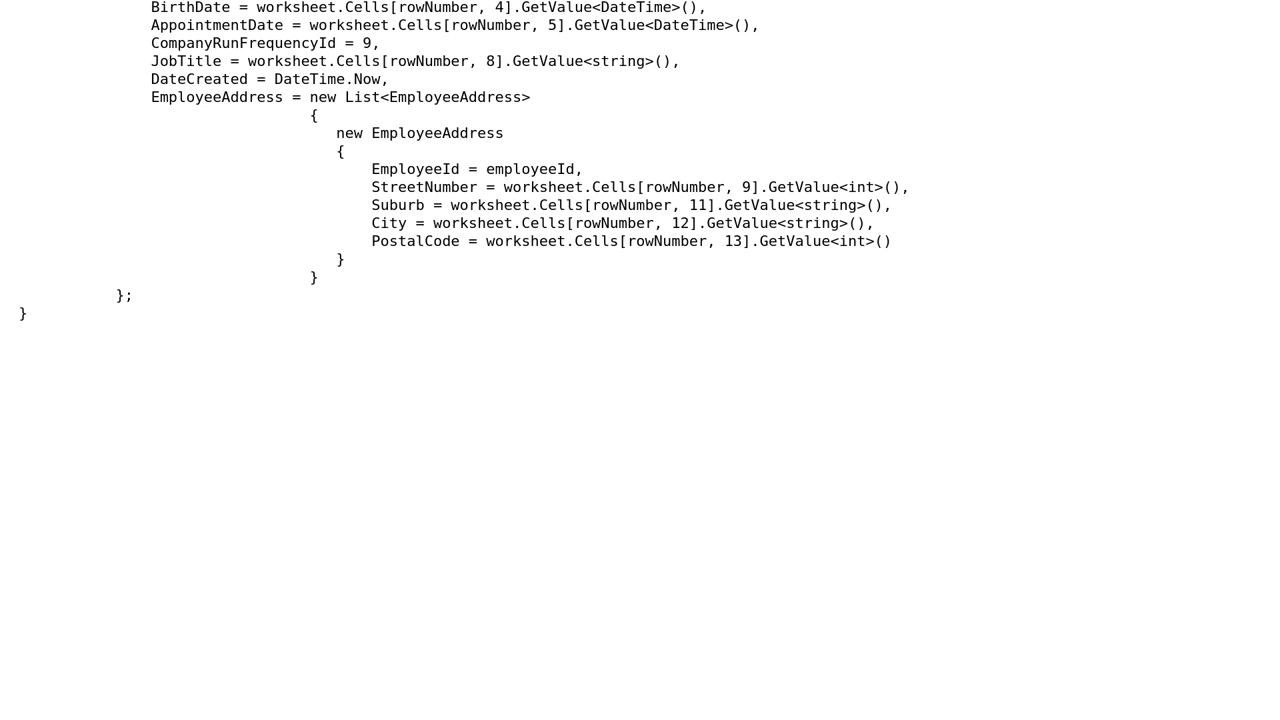 BirthDate = worksheet.Cells[rowNumber, 4].GetValue<DateTime>(),
AppointmentDate = worksheet.Cells[rowNumber, 5].GetValue<DateTime>(),
CompanyRunFrequencyId = 9,
JobTitle = worksheet.Cells[rowNumber, 8].GetValue<string>(),
DateCreated = DateTime.Now,
EmployeeAddress = new List<EmployeeAddress>
{
new EmployeeAddress
{
EmployeeId = employeeId,
StreetNumber = worksheet.Cells[rowNumber, 9].GetValue<int>(),
Suburb = worksheet.Cells[rowNumber, 11].GetValue<string>(),
City = worksheet.Cells[rowNumber, 12].GetValue<string>(),
PostalCode = worksheet.Cells[rowNumber, 13].GetValue<int>()
}
}
};
}